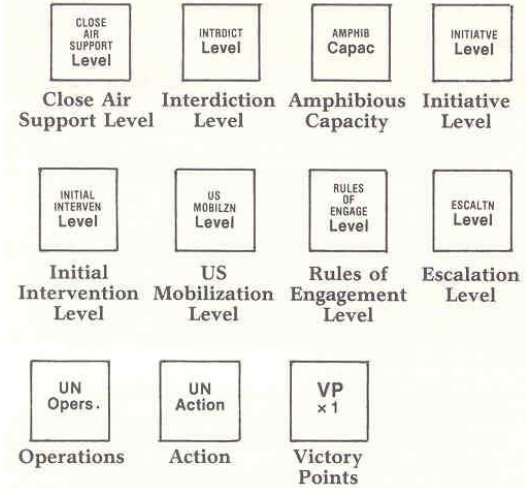 CLOSE
AIR
SUPPORT
Level
INTRDICT
Level
AMPHIB
Capac
INITIATVE
Level
Close Air
Support Level
Interdiction
Level
Amphibious
Capacity
Initiative
Level
INITIAL
INTERVEN
Level
US
MOBILZN
Level
RULES
OF
ENGAGE
Level
ESCALTN
Level
Initial
Intervention
Level
US
Mobilization
Level
Rules of
Engagement
Level
Escalation
Level
UN
Opers.
UN
Action
VP
×1
Operations
Action
Victory
Points